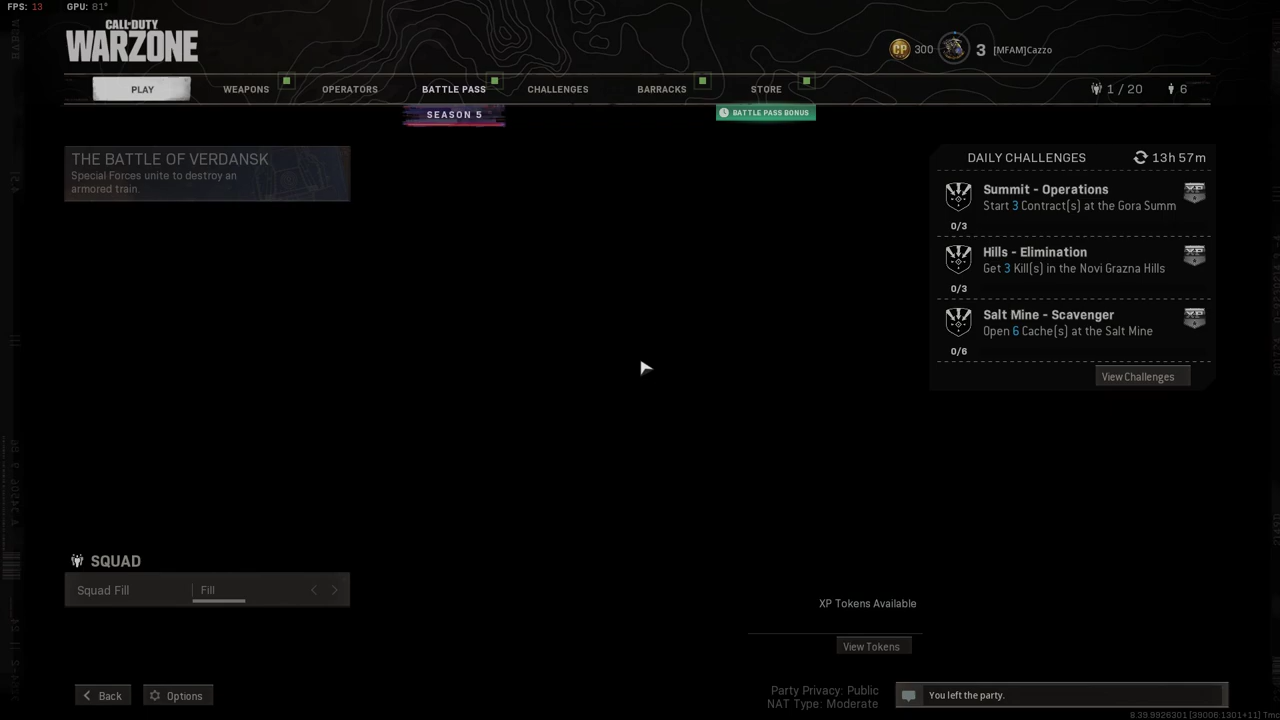 FPS: 13 GPU: 61°
CALL OF DUTY
WARZONE
CP 300 3 [MFAM]Cazzo
PLAY WEAPONS OPERATORS BATTLE PASS CHALLENGES BARRACKS STORE 1 / 20 6
SEASON 5 BATTLE PASS BONUS
THE BATTLE OF VERDANSK
Special Forces unite to destroy an
armored train.
DAILY CHALLENGES 13h 57m
Summit - Operations
Start 3 Contract(s) at the Gora Summ
XP
0/3
Hills - Elimination
Get 3 Kill(s) in the Novi Grazna Hills
XP
0/3
Salt Mine - Scavenger
Open 6 Cache(s) at the Salt Mine
XP
0/6
View Challenges
SQUAD
Squad Fill Fill
XP Tokens Available
View Tokens
Back Options
Party Privacy: Public
NAT Type: Moderate
You left the party.